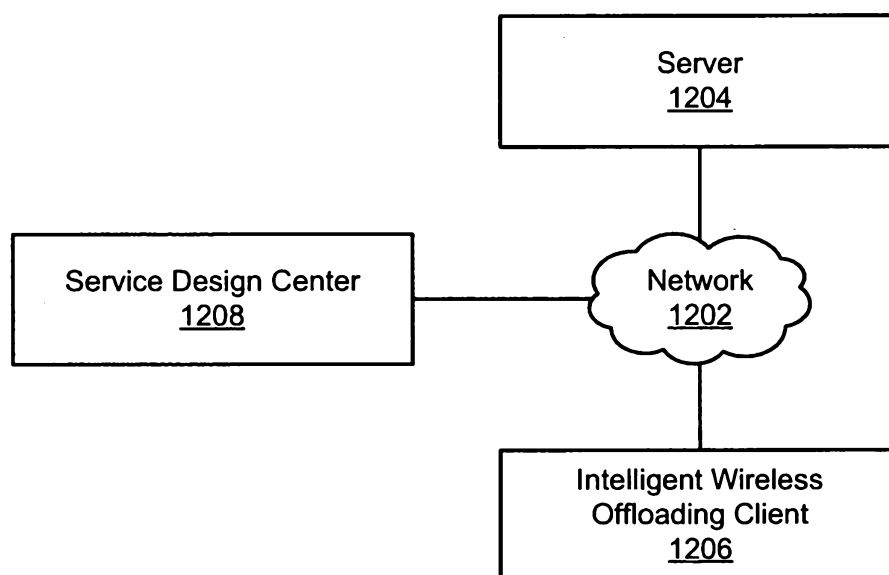 Server
1204
Service Design Center
1208
Network
1202
Intelligent Wireless
Offloading Client
1206